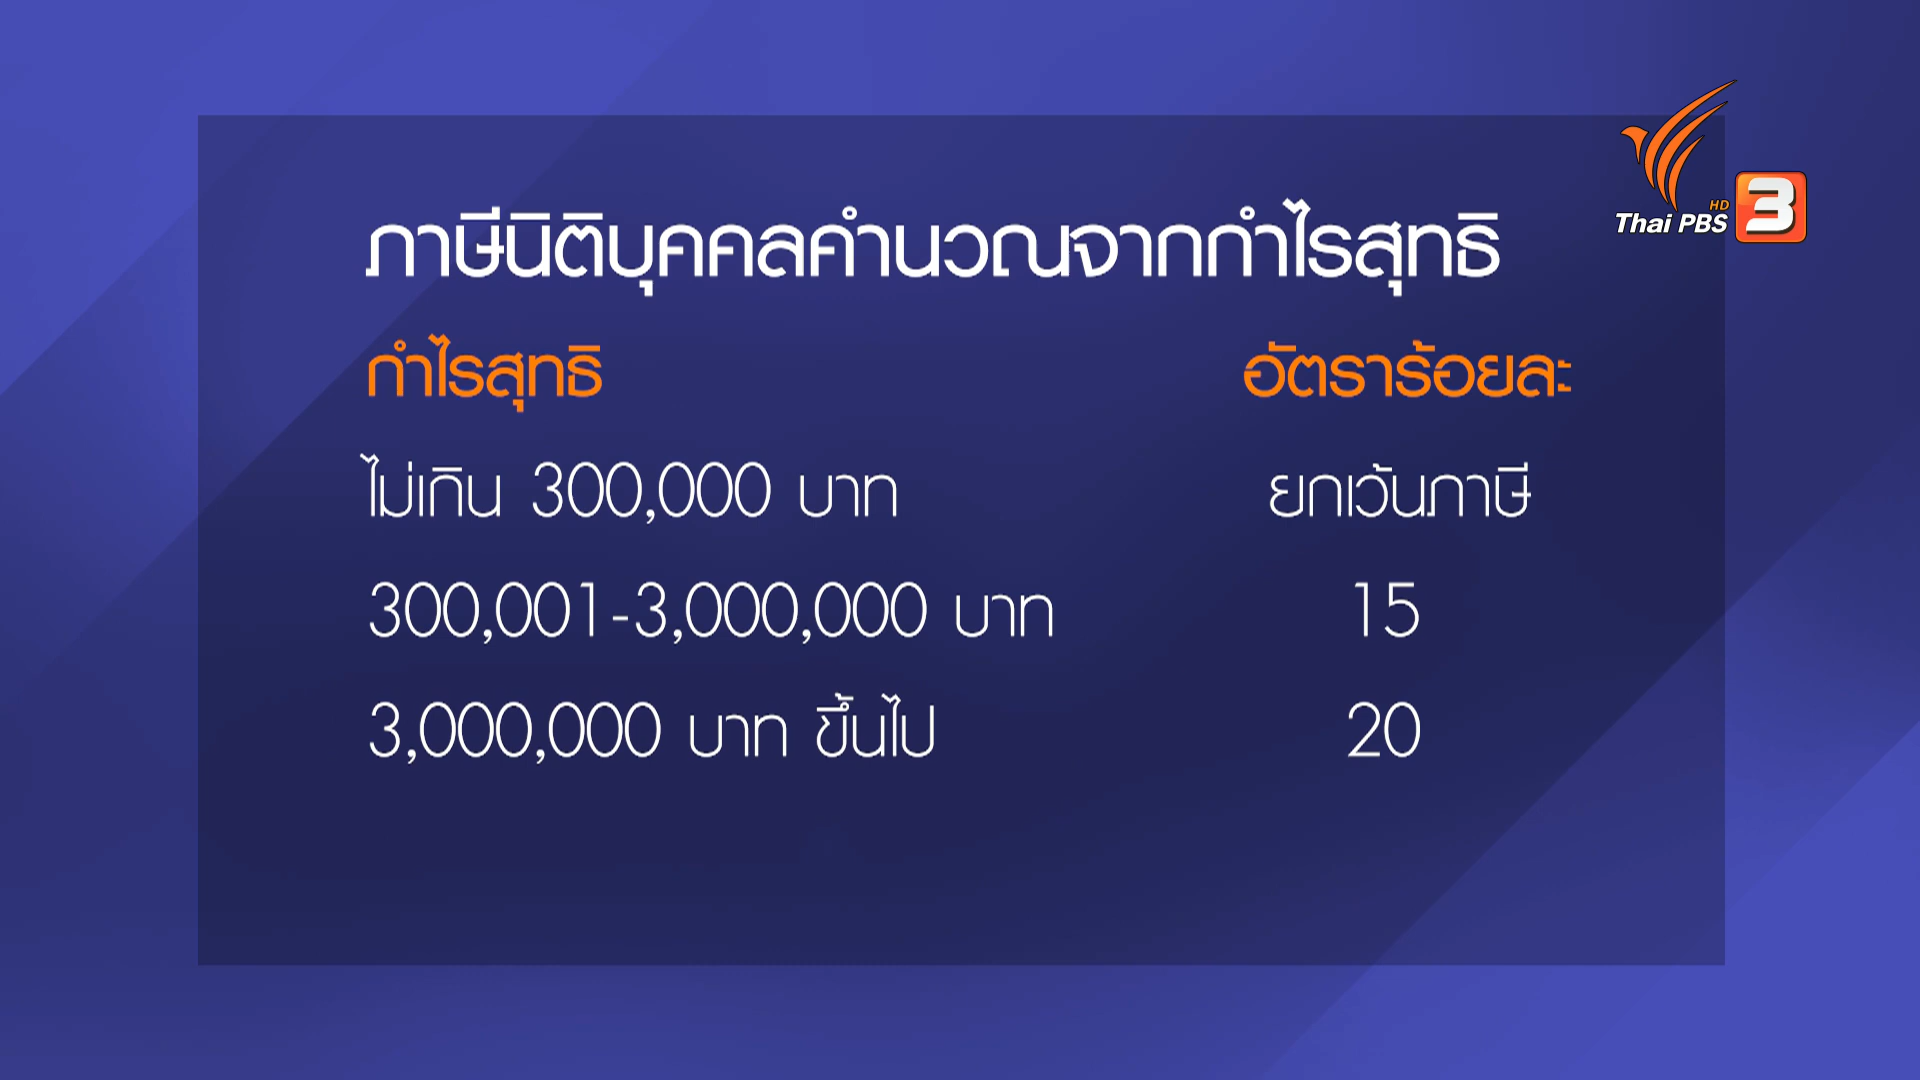 HD
Thai PBS 3
ภาษีนิติบุคคลคำนวณจากกำไรสุทธิ
กำไรสุทธิ อัตราร้อยละ
ไม่เกิน 300,000 บาท ยกเว้นภาษี
300,001-3,000,000 บาท 15
3,000,000 บาท ขึ้นไป 20